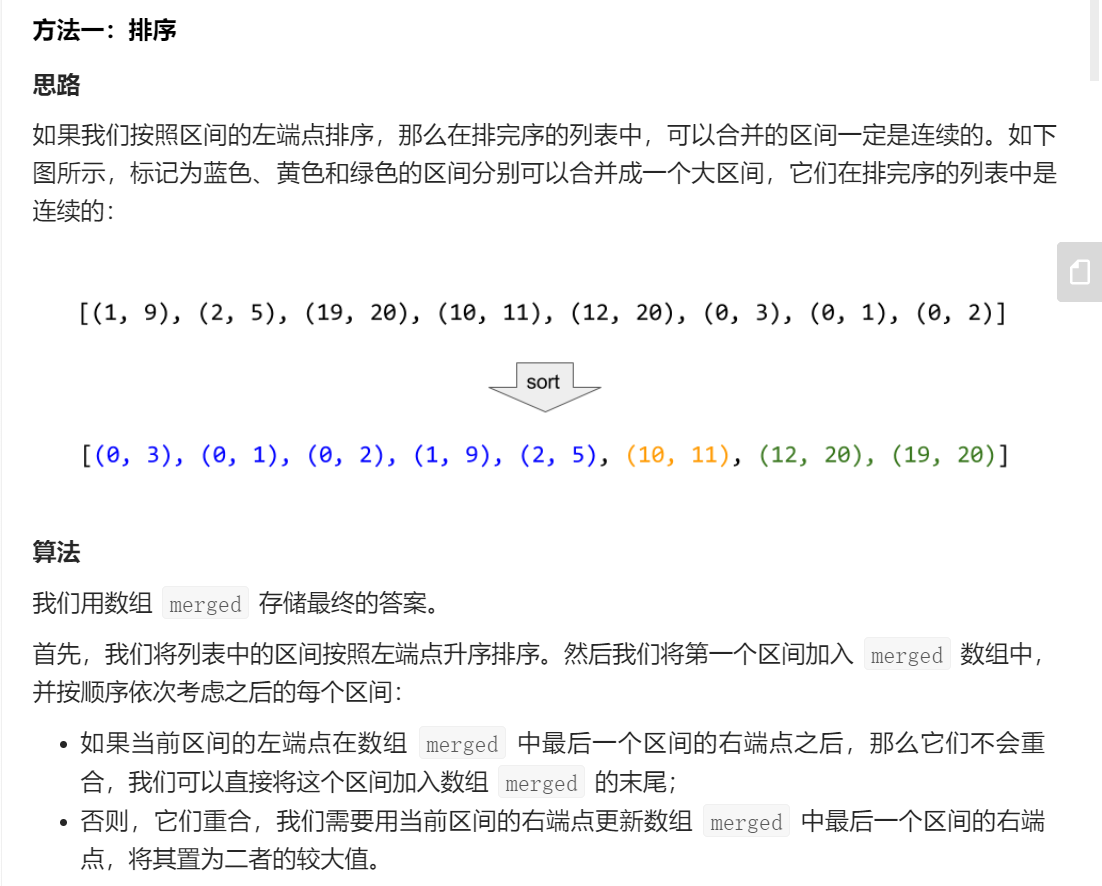 方法一：排序
思路
如果我们按照区间的左端点排序，那么在排完序的列表中，可以合并的区间一定是连续的。如下
图所示，标记为蓝色、黄色和绿色的区间分别可以合并成一个大区间，它们在排完序的列表中是
连续的：
[(1, 9), (2, 5), (19, 20), (10, 11), (12, 20), (0, 3), (0, 1), (0, 2)]
sort
[(0, 3), (0, 1), (0, 2), (1, 9), (2, 5), (10, 11), (12, 20), (19, 20)]
算法
我们用数组 merged 存储最终的答案。
首先，我们将列表中的区间按照左端点升序排序。然后我们将第一个区间加入 merged 数组中，
并按顺序依次考虑之后的每个区间：
• 如果当前区间的左端点在数组 merged 中最后一个区间的右端点之后，那么它们不会重
合，我们可以直接将这个区间加入数组 merged 的末尾；
• 否则，它们重合，我们需要用当前区间的右端点更新数组 merged 中最后一个区间的右端
点，将其置为二者的较大值。